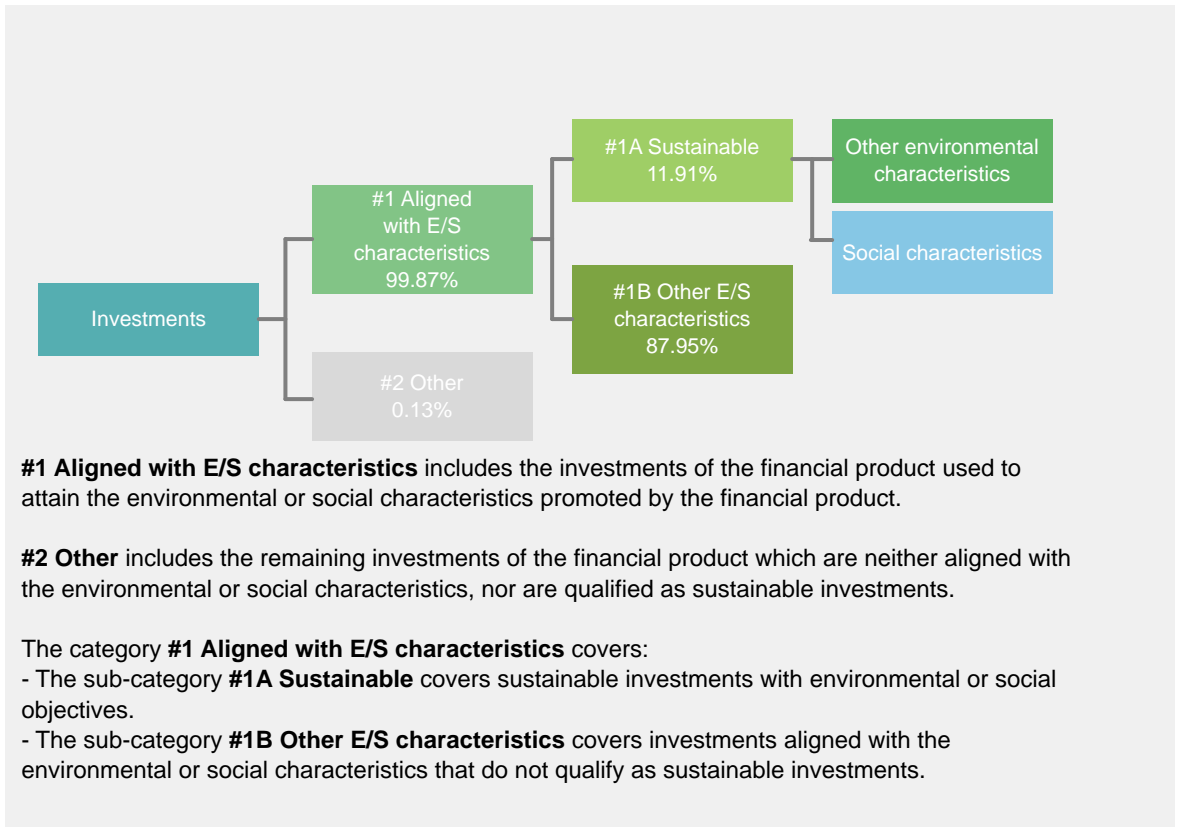 Investments
#1 Aligned
with E/S
characteristics
99.87%
#2 Other
0.13%
#1A Sustainable
11.91%
#1B Other E/S
characteristics
87.95%
Other environmental
characteristics
Social characteristics
#1 Aligned with E/S characteristics includes the investments of the financial product used to
attain the environmental or social characteristics promoted by the financial product.
#2 Other includes the remaining investments of the financial product which are neither aligned with
the environmental or social characteristics, nor are qualified as sustainable investments.
The category #1 Aligned with E/S characteristics covers:
- The sub-category #1A Sustainable covers sustainable investments with environmental or social
objectives.
- The sub-category #1B Other E/S characteristics covers investments aligned with the
environmental or social characteristics that do not qualify as sustainable investments.